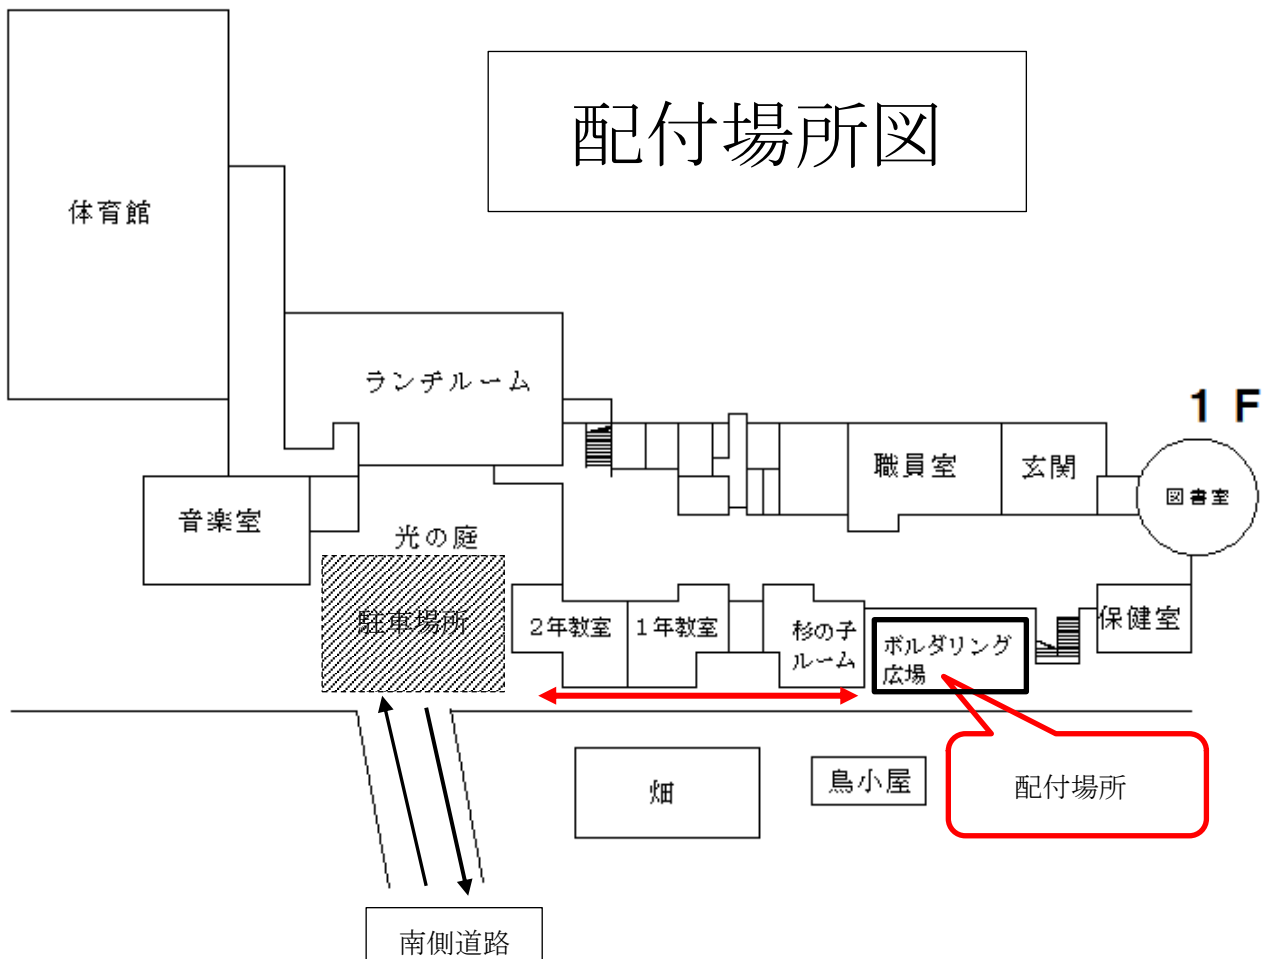 配付場所図
体育館
ランチルーム
1 F
職員室
玄関
図書室
音楽室
光の庭
駐車場所
2年教室
1年教室
杉の子
ルーム
ボルダリング
広場
保健室
畑
鳥小屋
配付場所
南側道路